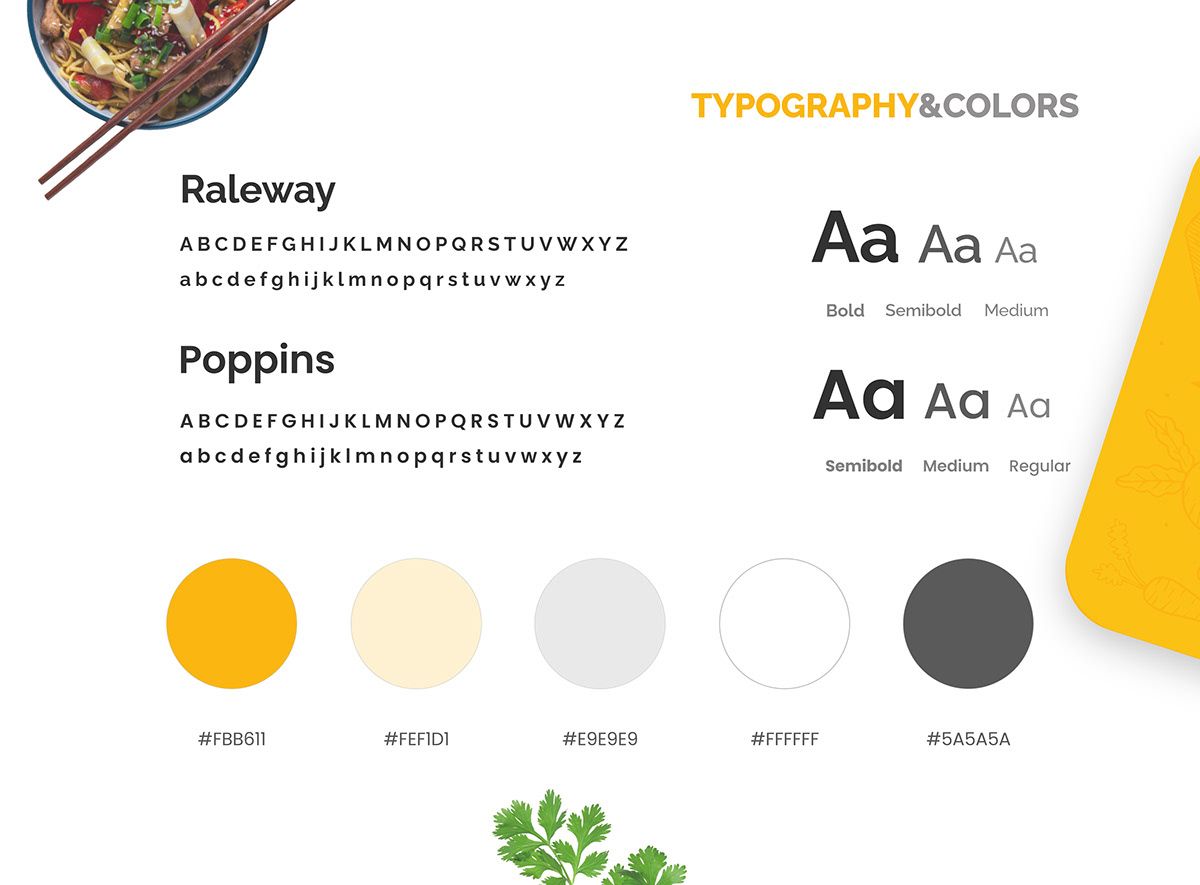 TYPOGRAPHY&COLORS
Raleway
ABCDEFGHIJKLMNOPQRSTUVWXYZ
abcdefghijklmnopqrstuvwxyz
Aa Aa Aa
Bold Semibold Medium
Poppins
ABCDEFGHIJKLMNOPQRSTUVWXYZ
abcdefghijklmnopqrstuvwxyz
Aa Aa Aa
Semibold Medium Regular
#FBB611 #FEF1D1 #E9E9E9 #FFFFFF #5A5A5A